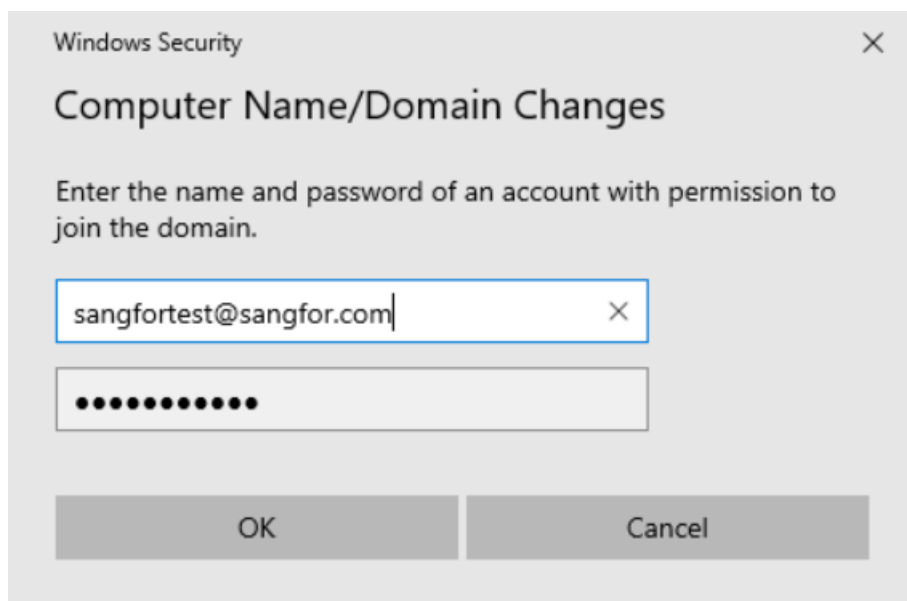 Windows Security
Computer Name/Domain Changes
Enter the name and password of an account with permission to
join the domain.
sangfortest@sangfor.com
●●●●●●●●●●●
OK
Cancel